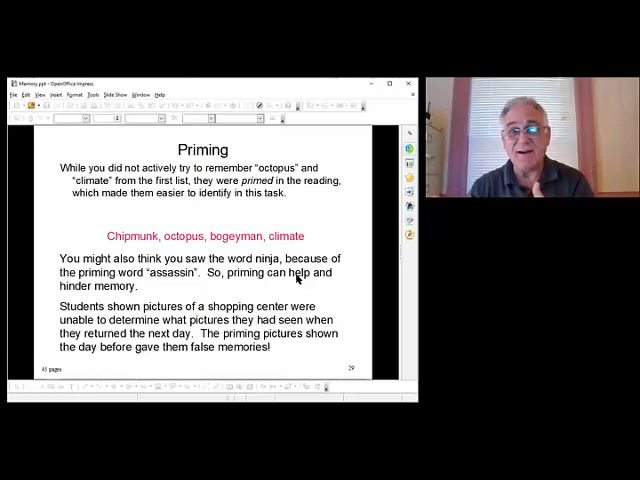 Memory.ppt - OpenOffice Impress
File Edit View Insert Format Tools Slide Show Window Help
Priming
While you did not actively try to remember “octopus” and
“climate” from the first list, they were primed in the reading,
which made them easier to identify in this task.
Chipmunk, octopus, bogeyman, climate
You might also think you saw the word ninja, because of
the priming word “assassin”. So, priming can help and
hinder memory.
Students shown pictures of a shopping center were
unable to determine what pictures they had seen when
they returned the next day. The priming pictures shown
the day before gave them false memories!
45 pages
29